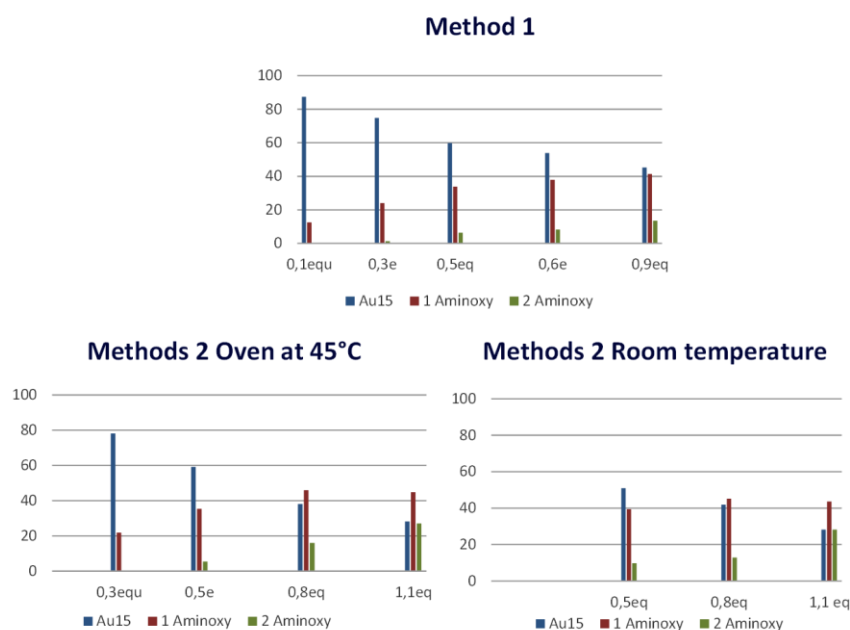 Method 1
100
80
60
40
20
0
0,1equ 0,3e 0,5eq 0,6e 0,9eq
Au15 1 Aminoxy 2 Aminoxy
Methods 2 Oven at 45°C
100
80
60
40
20
0
0,3equ 0,5e 0,8eq 1,1eq
Au15 1 Aminoxy 2 Aminoxy
Methods 2 Room temperature
100
80
60
40
20
0
0,5eq 0,8eq 1,1 eq
Au15 1 Aminoxy 2 Aminoxy